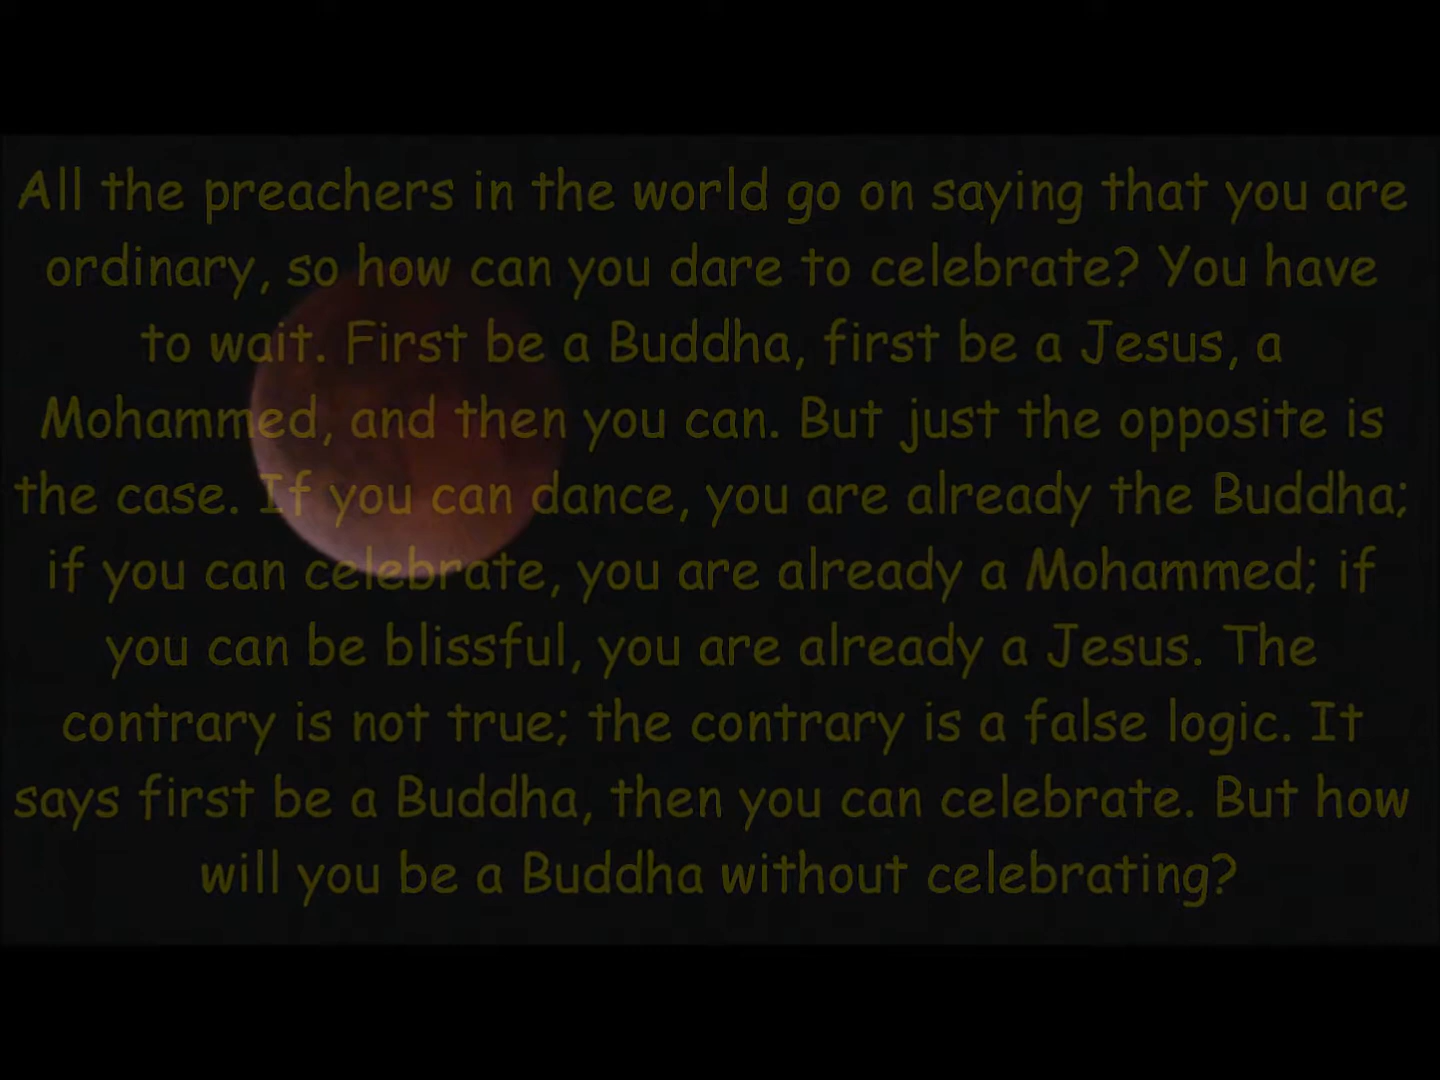 All the preachers in the world go on saying that you are
ordinary, so how can you dare to celebrate? You have
to wait. First be a Buddha, first be a Jesus, a
Mohammed, and then you can. But just the opposite is
the case. If you can dance, you are already the Buddha;
if you can celebrate, you are already a Mohammed; if
you can be blissful, you are already a Jesus. The
contrary is not true; the contrary is a false logic. It
says first be a Buddha, then you can celebrate. But how
will you be a Buddha without celebrating?